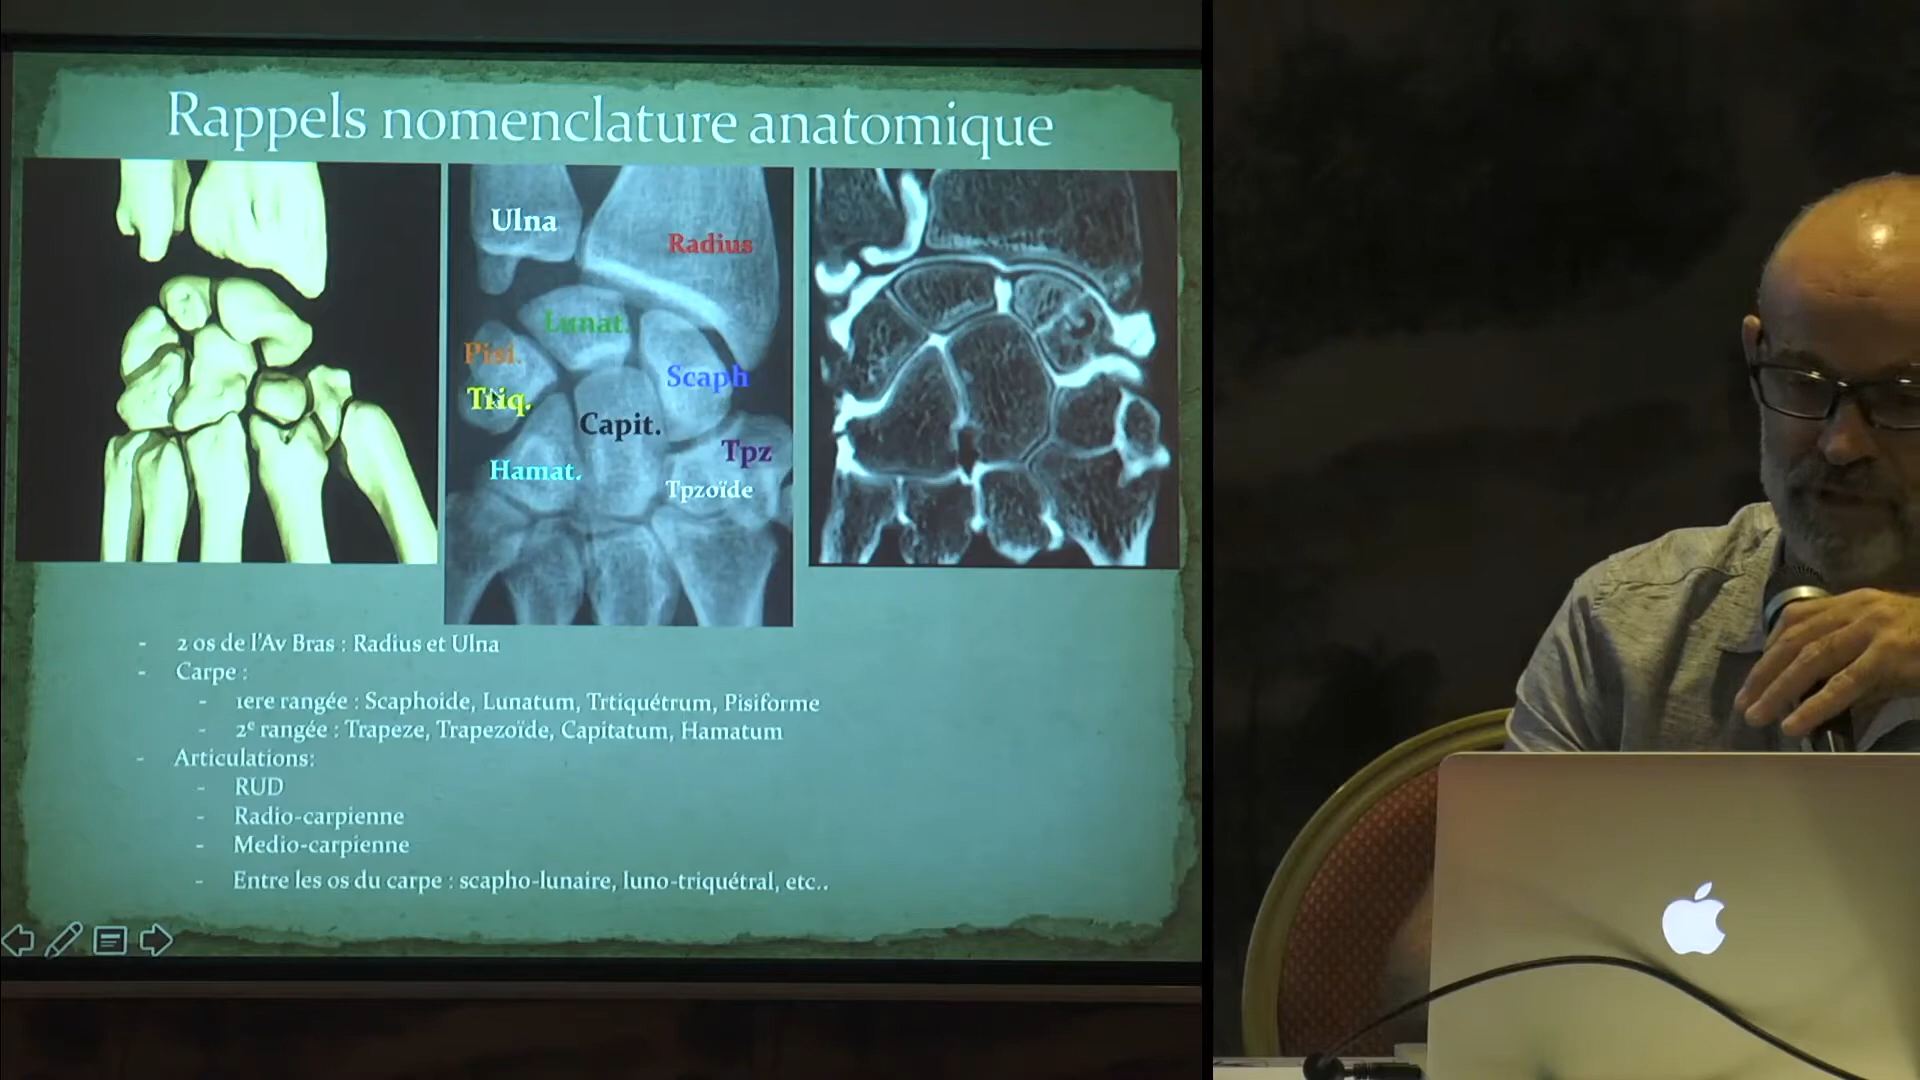 Rappels nomenclature anatomique
Ulna
Radius
Lunat.
Pisi.
Scaph
Triq.
Capit.
Tpz
Hamat.
Tpzoïde
- 2 os de l'Av Bras : Radius et Ulna
- Carpe :
- 1ere rangée : Scaphoide, Lunatum, Trtiquétrum, Pisiforme
- 2e rangée : Trapeze, Trapezoïde, Capitatum, Hamatum
- Articulations:
- RUD
- Radio-carpienne
- Medio-carpienne
- Entre les os du carpe : scapho-lunaire, luno-triquétral, etc..